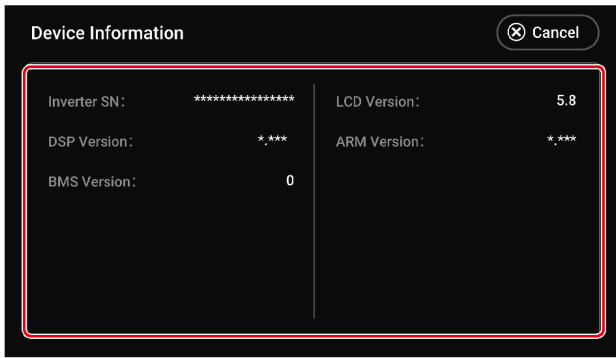 Device Information
Cancel
Inverter SN: ****************
DSP Version: *.***
BMS Version: 0
LCD Version: 5.8
ARM Version: *.***